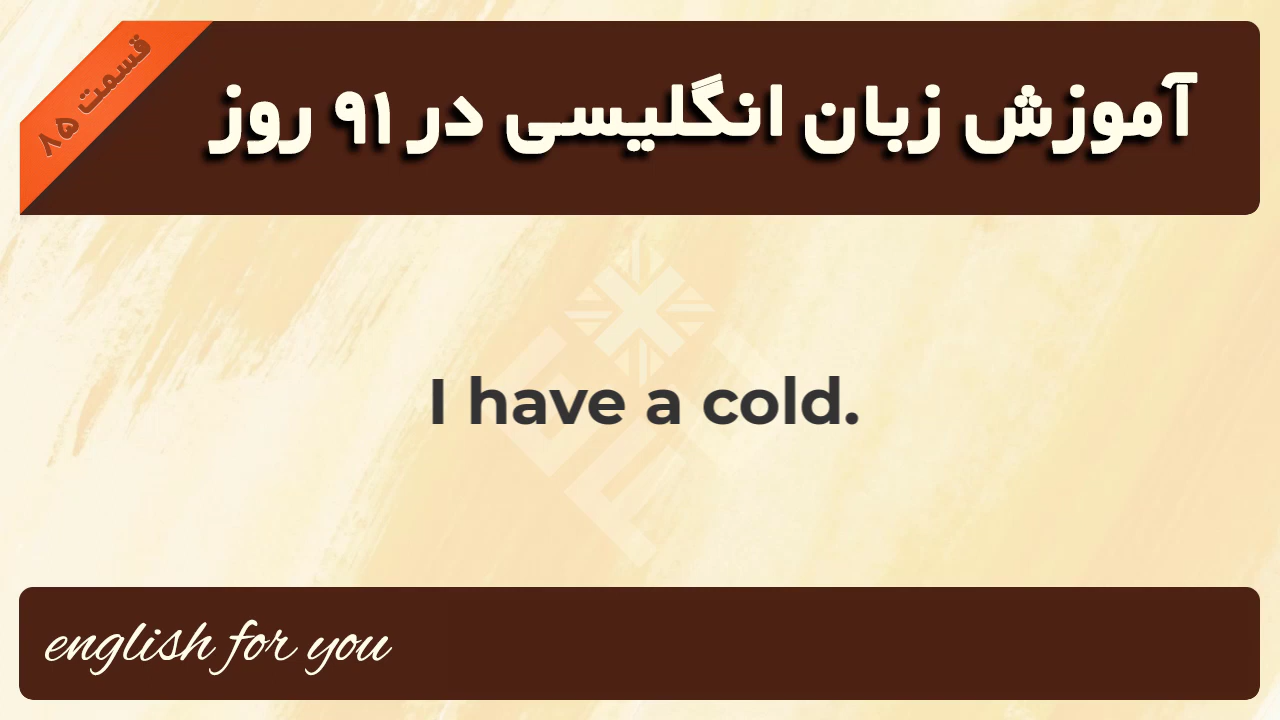 قسمت ۸۵
آموزش زبان انگلیسی در ۹۱ روز
I have a cold.
english for you